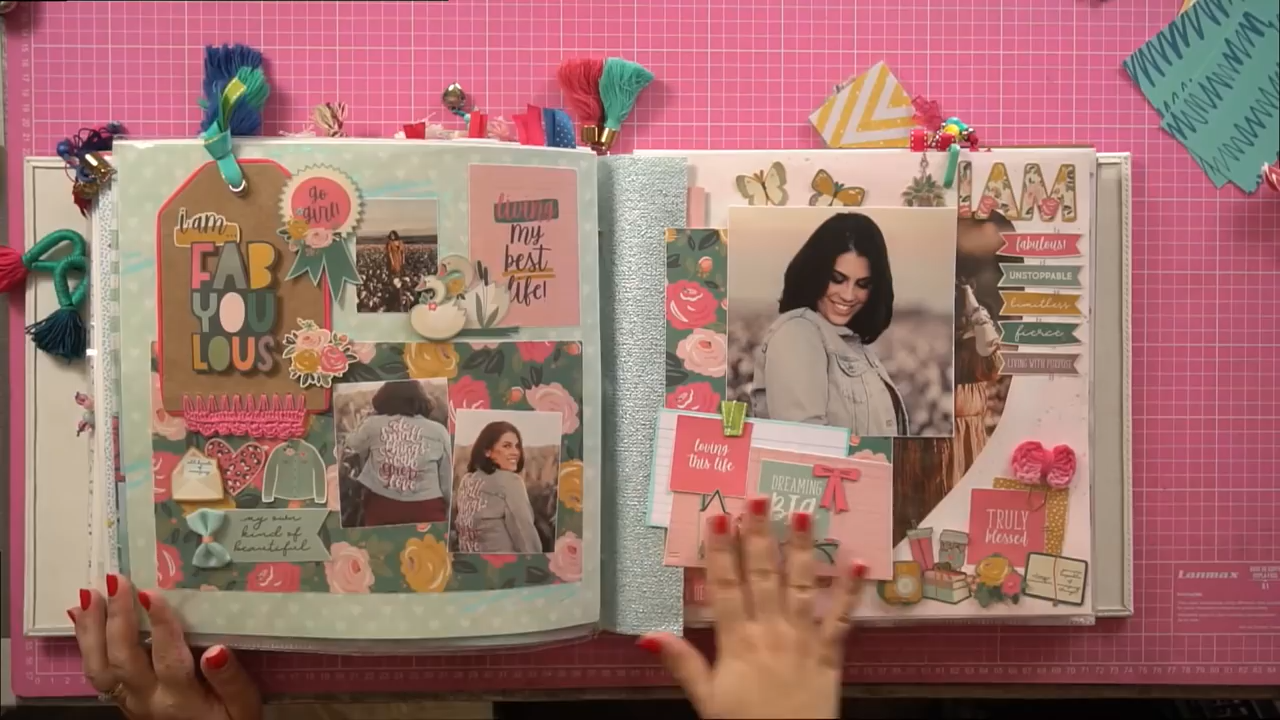 i am...
FAB
YOU
LOUS
go
girl!
living
my
best
life!
my own
kind of
beautiful
I AM
fabulous!
UNSTOPPABLE
limitless
fierce
LIVING WITH PURPOSE
loving
this life
DREAMING
BIG
TRULY
blessed
Lanmax